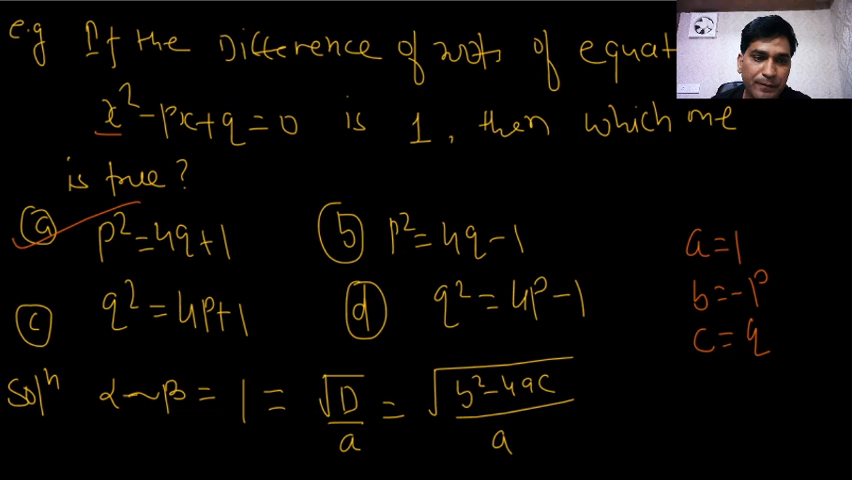 e.g If the Difference of roots of equat
x²-px+q=0 is 1, then which one
is true?
(a) p²=4q+1 (b) p²=4q-1
(c) q²=4p+1 (d) q²=4p-1
a=1
b=-p
c=q
Solⁿ α~β = 1 = √D/a = √(b²-4ac)/a